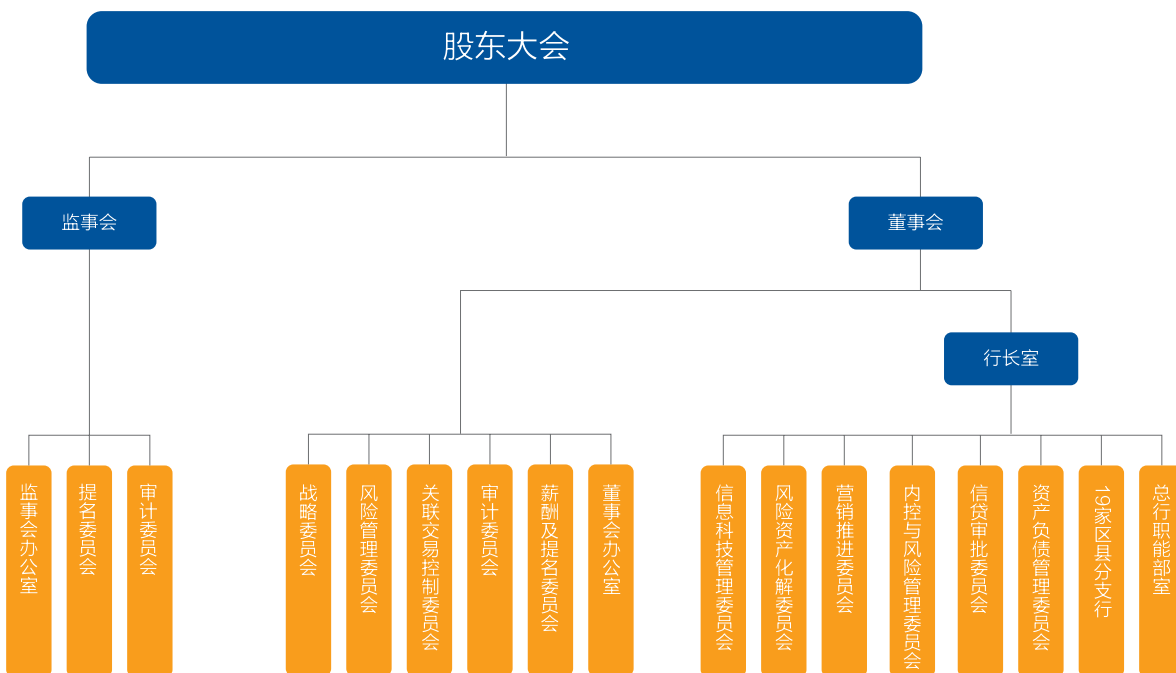 股东大会
监事会
董事会
行长室
监事会办公室
提名委员会
审计委员会
战略委员会
风险管理委员会
关联交易控制委员会
审计委员会
薪酬及提名委员会
董事会办公室
信息科技管理委员会
风险资产化解委员会
营销推进委员会
内控与风险管理委员会
信贷审批委员会
资产负债管理委员会
19家区县分支行
总行职能部室